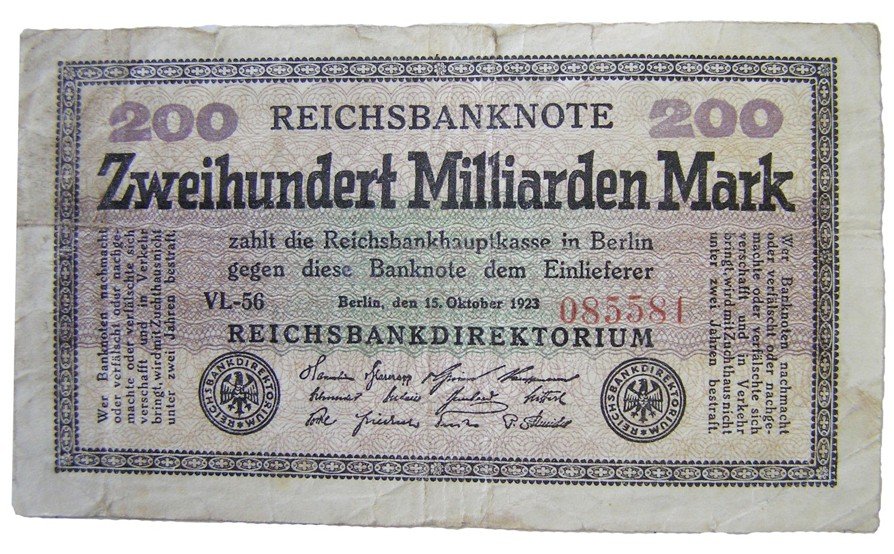 200 REICHSBANKNOTE 200
Zweihundert Milliarden Mark
zahlt die Reichsbankhauptkasse in Berlin
gegen diese Banknote dem Einlieferer
VL-56 Berlin, den 15. Oktober 1923 085581
REICHSBANKDIREKTORIUM
Wer Banknoten nachmacht
oder verfälscht oder nachge-
machte oder verfälschte sich
verschafft und in Verkehr
bringt, wird mit Zuchthaus nicht
unter zwei Jahren bestraft.
Wer Banknoten nachmacht
oder verfälscht oder nachge-
machte oder verfälschte sich
verschafft und in Verkehr
bringt, wird mit Zuchthaus nicht
unter zwei Jahren bestraft.
REICHSBANKDIREKTORIUM
REICHSBANKDIREKTORIUM